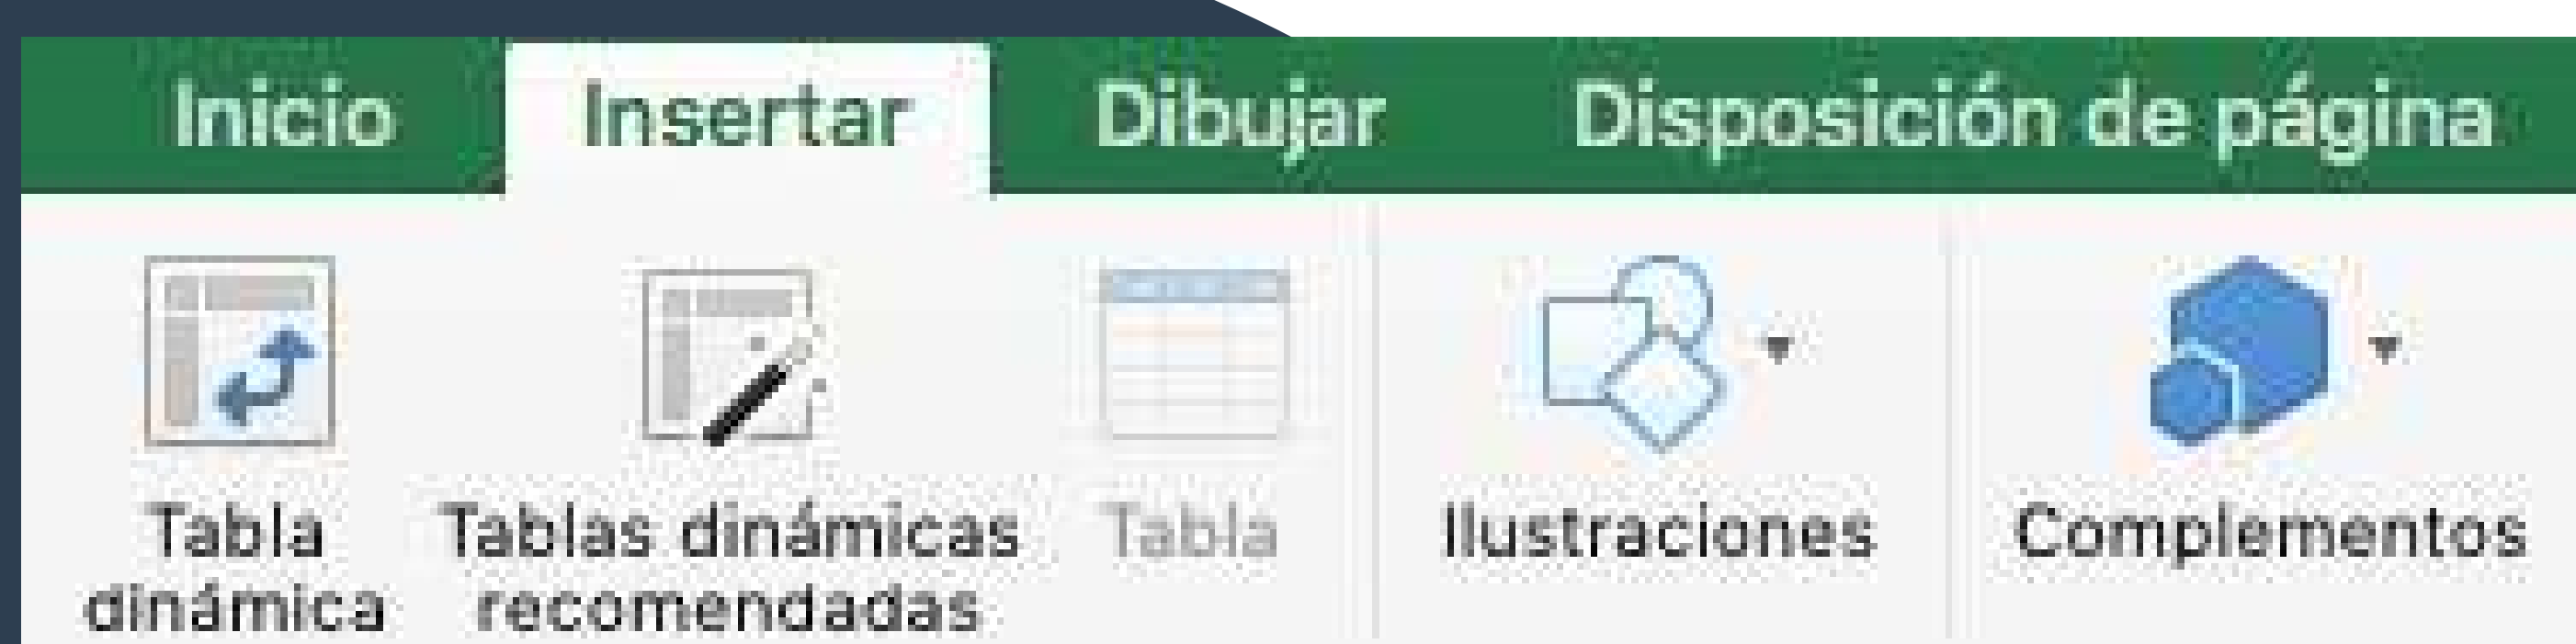 Inicio Insertar Dibujar Disposición de página
Tabla Tablas dinámicas Tabla Ilustraciones Complementos
dinámica recomendadas